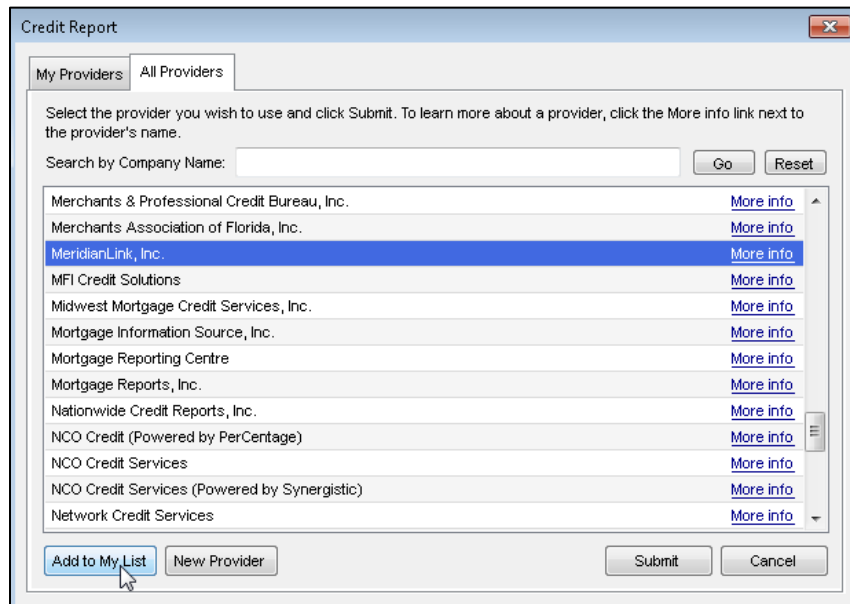 Credit Report
My Providers
All Providers
Select the provider you wish to use and click Submit. To learn more about a provider, click the More info link next to
the provider's name.
Search by Company Name:
Go
Reset
Merchants & Professional Credit Bureau, Inc. More info
Merchants Association of Florida, Inc. More info
MeridianLink, Inc. More info
MFI Credit Solutions More info
Midwest Mortgage Credit Services, Inc. More info
Mortgage Information Source, Inc. More info
Mortgage Reporting Centre More info
Mortgage Reports, Inc. More info
Nationwide Credit Reports, Inc. More info
NCO Credit (Powered by PerCentage) More info
NCO Credit Services More info
NCO Credit Services (Powered by Synergistic) More info
Network Credit Services More info
Add to My List
New Provider
Submit
Cancel